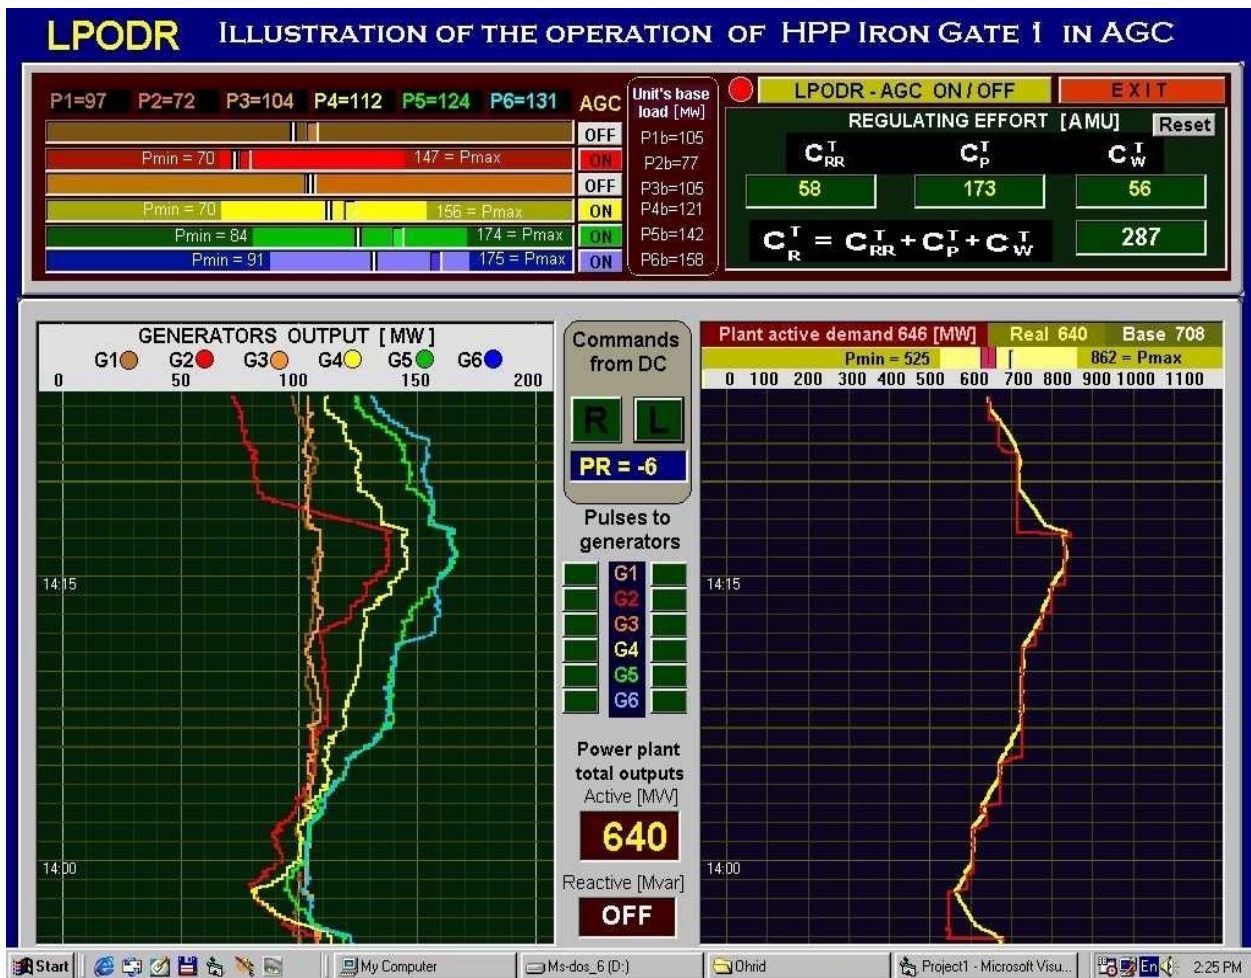 LPODR ILLUSTRATION OF THE OPERATION OF HPP IRON GATE 1 IN AGC
P1=97 P2=72 P3=104 P4=112 P5=124 P6=131 AGC
OFF
Pmin = 70 147 = Pmax ON
OFF
Pmin = 70 156 = Pmax ON
Pmin = 84 174 = Pmax ON
Pmin = 91 175 = Pmax ON
Unit's base
load [MW]
P1b=105
P2b=77
P3b=105
P4b=121
P5b=142
P6b=158
LPODR - AGC ON / OFF EXIT
REGULATING EFFORT [AMU] Reset
C T RR C T P C T W
58 173 56
C T R = C T RR + C T P + C T W 287
GENERATORS OUTPUT [ MW ]
G1 G2 G3 G4 G5 G6
0 50 100 150 200
14:15
14:00
Commands
from DC
R L
PR = -6
Pulses to
generators
G1
G2
G3
G4
G5
G6
Power plant
total outputs
Active [MW]
640
Reactive [Mvar]
OFF
Plant active demand 646 [MW] Real 640 Base 708
Pmin = 525 862 = Pmax
0 100 200 300 400 500 600 700 800 900 1000 1100
14:15
14:00
Start My Computer Ms-dos_6 (D:) Ohrid Project1 - Microsoft Visu... En 2:25 PM